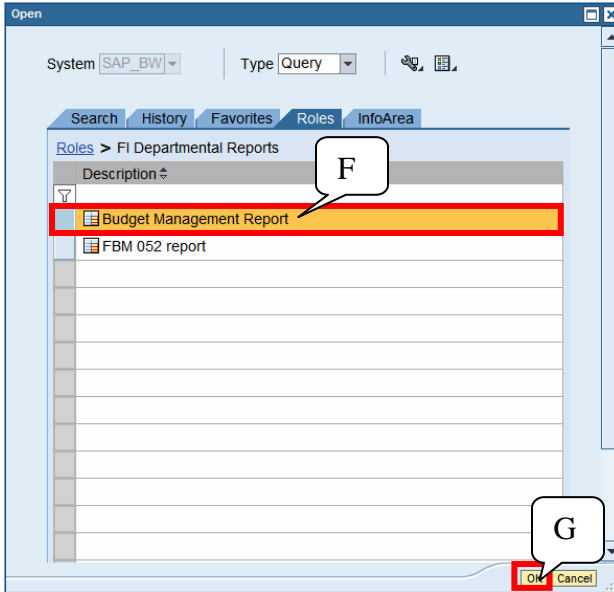 Open
System SAP_BW Type Query
Search History Favorites Roles InfoArea
Roles > FI Departmental Reports
Description
F
Budget Management Report
FBM 052 report
G
OK Cancel